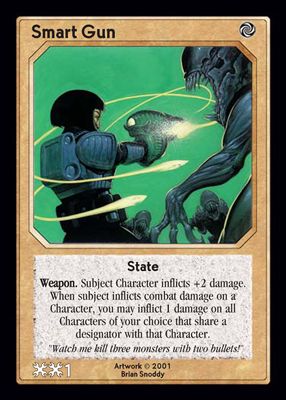 Smart Gun
State
Weapon. Subject Character inflicts +2 damage.
When subject inflicts combat damage on a
Character, you may inflict 1 damage on all
Characters of your choice that share a
designator with that Character.
"Watch me kill three monsters with two bullets!"
Artwork © 2001
Brian Snoddy
1